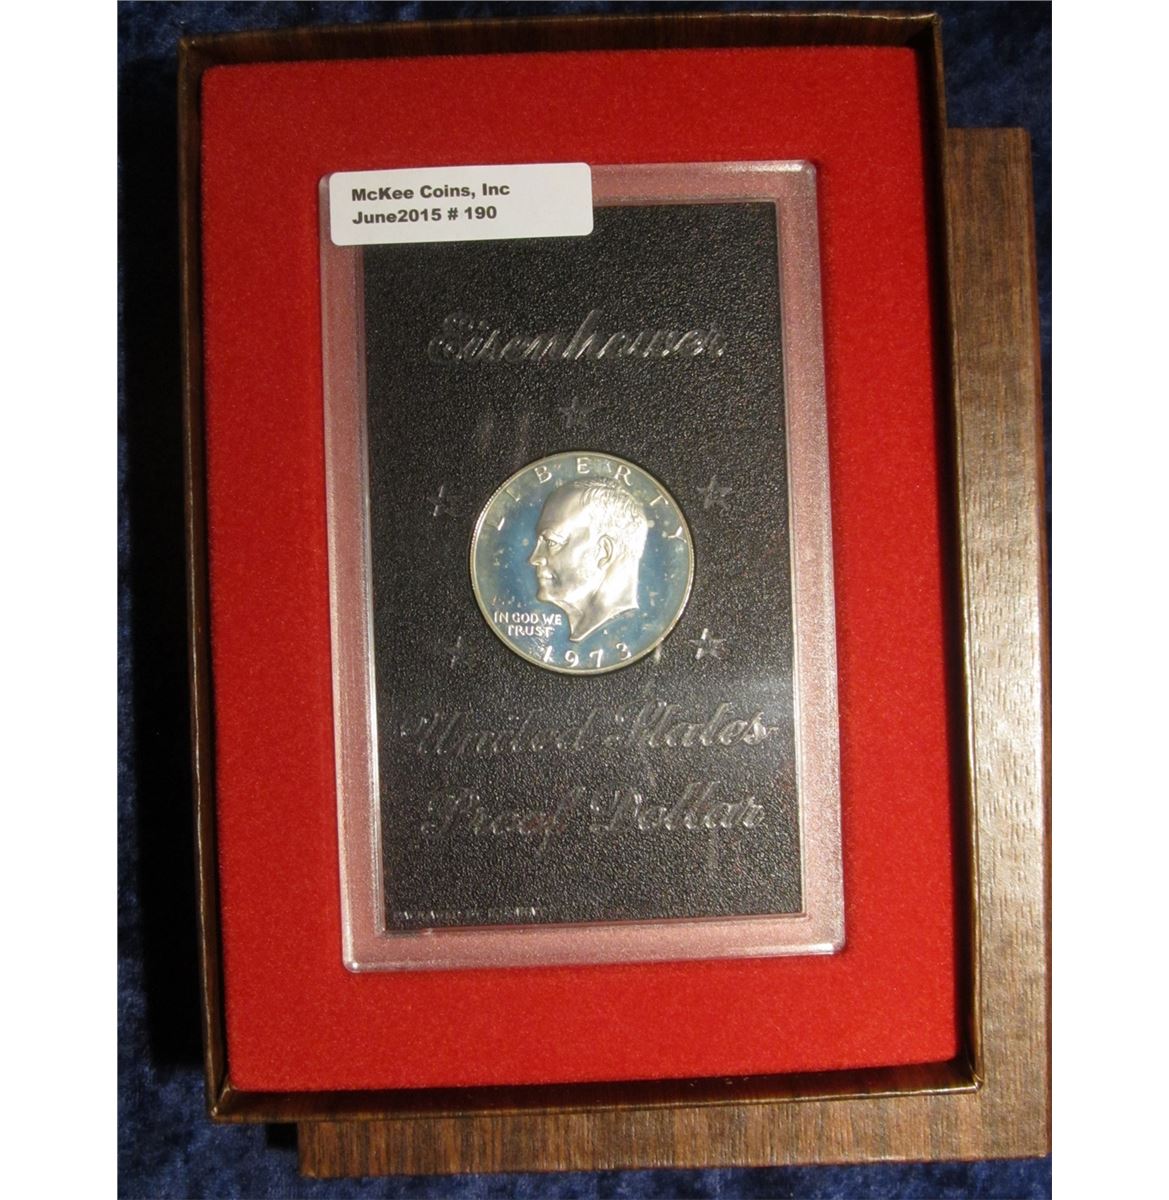 McKee Coins, Inc
June2015 # 190
Eisenhower
LIBERTY
IN GOD WE
TRUST
1973
United States
Proof Dollar